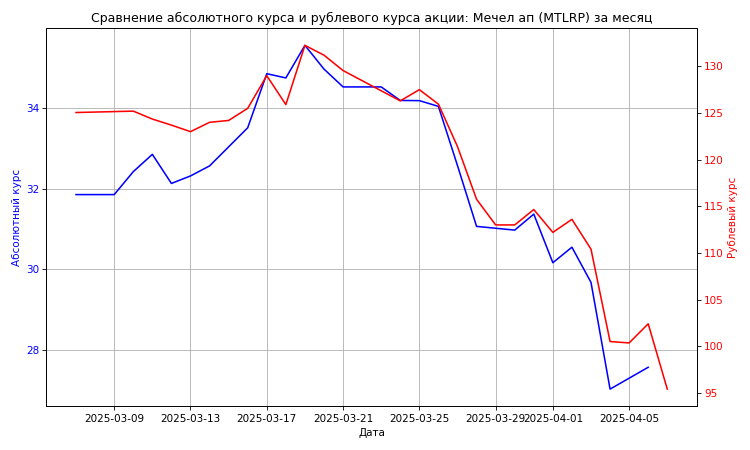 Сравнение абсолютного курса и рублевого курса акции: Мечел ап (MTLRP) за месяц
Абсолютный курс
34
32
30
28
130
125
120
115
110
105
100
95
Рублевый курс
2025-03-09 2025-03-13 2025-03-17 2025-03-21 2025-03-25 2025-03-29 2025-04-01 2025-04-05
Дата